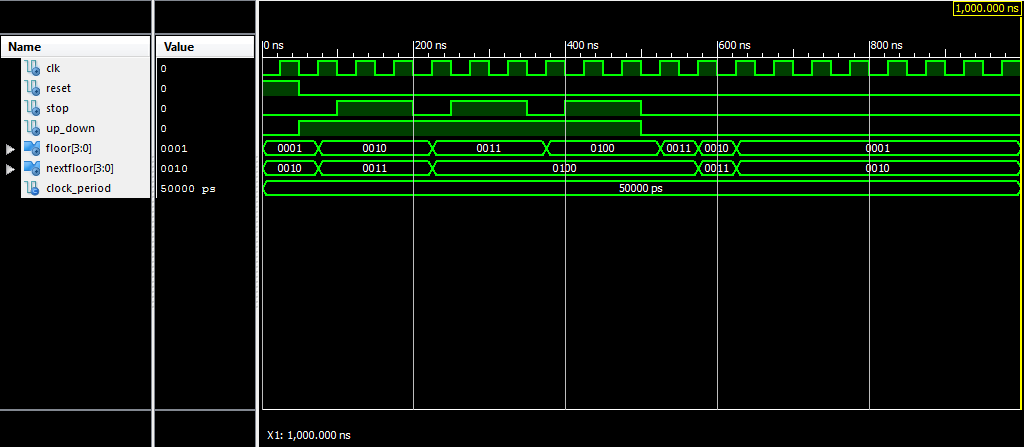 1,000.000 ns
Name Value
0 ns 200 ns 400 ns 600 ns 800 ns
clk 0
reset 0
stop 0
up_down 0
floor[3:0] 0001 0001 0010 0011 0100 0011 0010 0001
nextfloor[3:0] 0010 0010 0011 0100 0011 0010
clock_period 50000 ps 50000 ps
X1: 1,000.000 ns